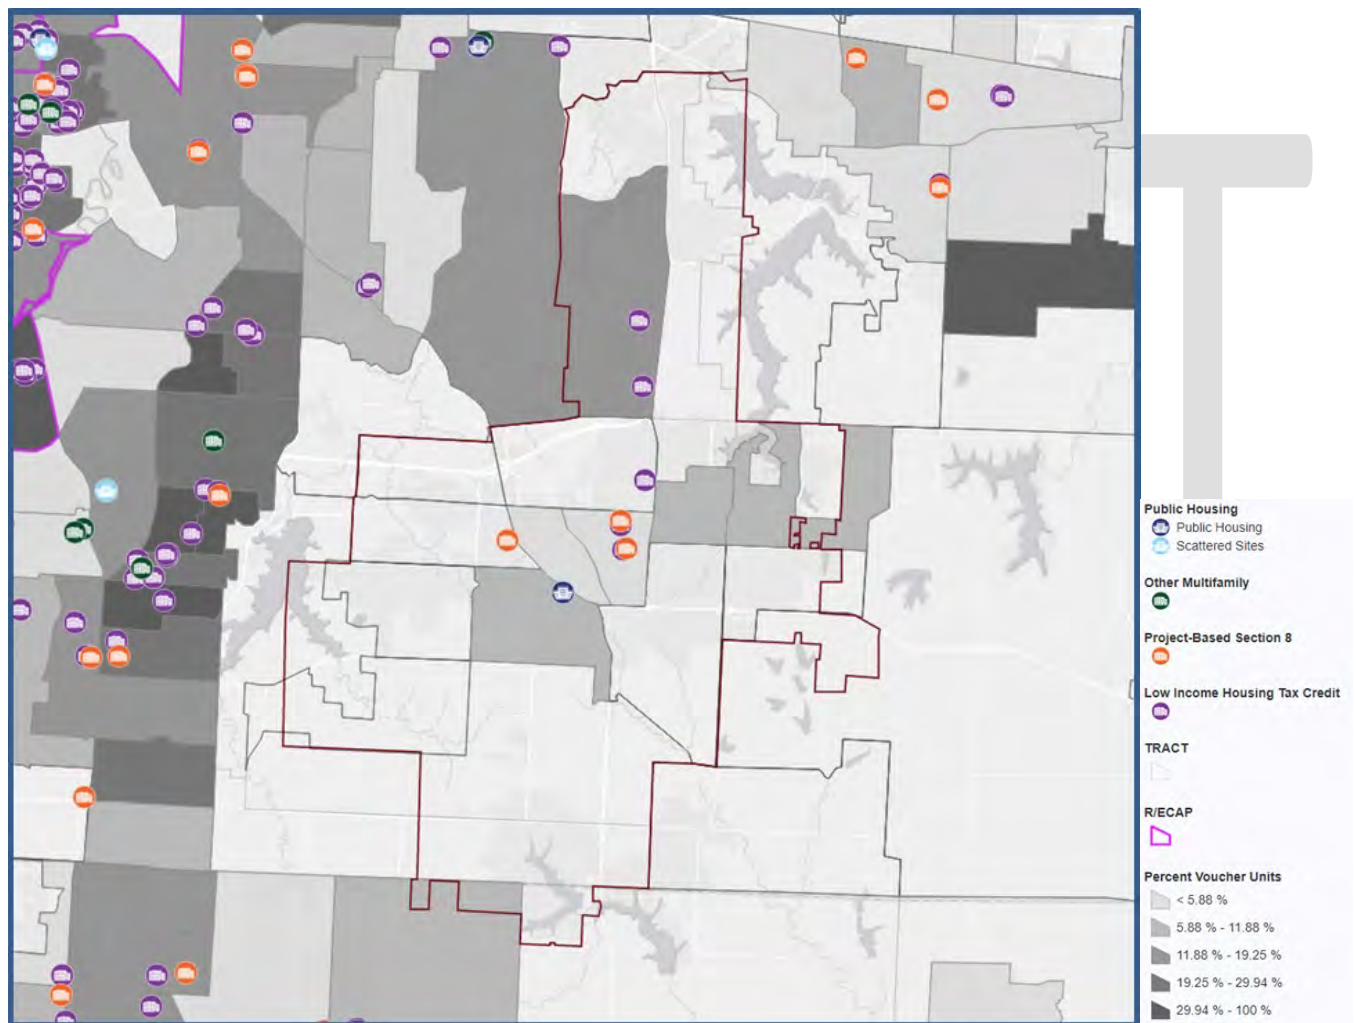 T
Public Housing
Public Housing
Scattered Sites
Other Multifamily
Project-Based Section 8
Low Income Housing Tax Credit
TRACT
R/ECAP
Percent Voucher Units
< 5.88 %
5.88 % - 11.88 %
11.88 % - 19.25 %
19.25 % - 29.94 %
29.94 % - 100 %